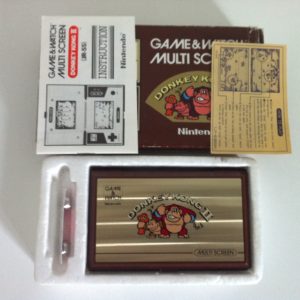 GAME&WATCH
MULTI SCREEN
DONKEY KONG II
(JR-55)
INSTRUCTION
Nintendo
GAME&WATCH
MULTI SCREEN
DONKEY KONG II
Nintendo
GAME
&
WATCH
DONKEY KONG II
MULTI SCREEN